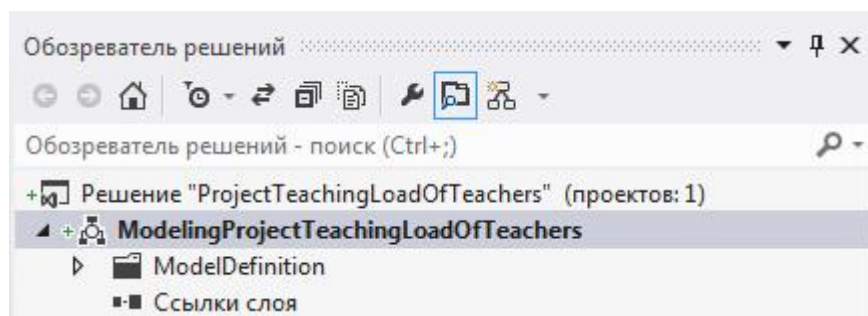 Обозреватель решений
Обозреватель решений - поиск (Ctrl+;)
Решение "ProjectTeachingLoadOfTeachers" (проектов: 1)
ModelingProjectTeachingLoadOfTeachers
ModelDefinition
Ссылки слоя